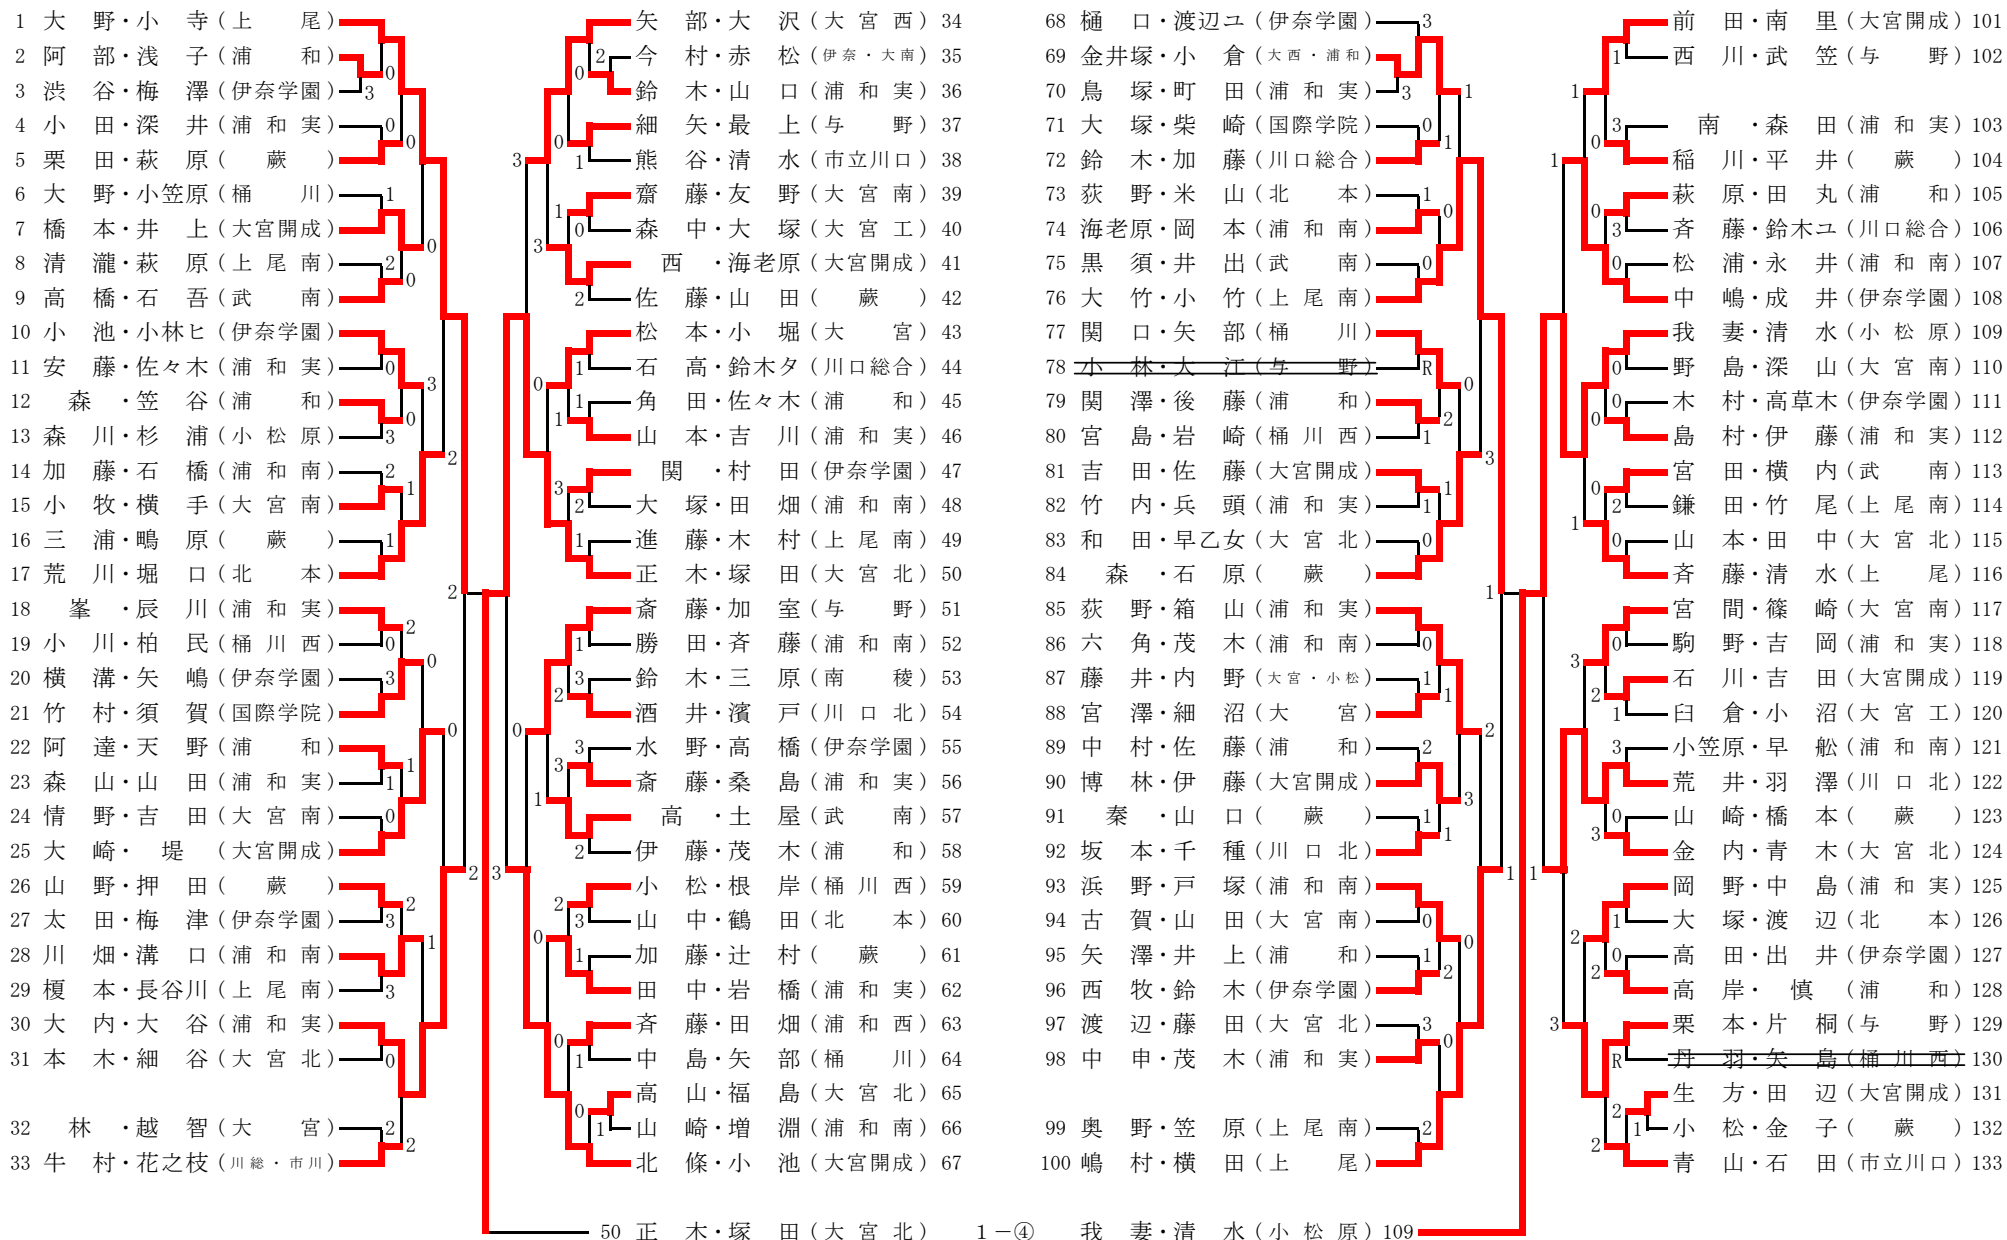 1 大野・小寺(上尾)
2 阿部・浅子(浦和)
3 渋谷・梅澤(伊奈学園)
4 小田・深井(浦和実)
5 栗田・萩原(蕨)
6 大野・小笠原(桶川)
7 橋本・井上(大宮開成)
8 清瀧・萩原(上尾南)
9 高橋・石吾(武南)
10 小池・小林ヒ(伊奈学園)
11 安藤・佐々木(浦和実)
12 森・笠谷(浦和)
13 森川・杉浦(小松原)
14 加藤・石橋(浦和南)
15 小牧・横手(大宮南)
16 三浦・鴫原(蕨)
17 荒川・堀口(北本)
18 峯・辰川(浦和実)
19 小川・柏民(桶川西)
20 横溝・矢嶋(伊奈学園)
21 竹村・須賀(国際学院)
22 阿達・天野(浦和)
23 森山・山田(浦和実)
24 情野・吉田(大宮南)
25 大崎・堤(大宮開成)
26 山野・押田(蕨)
27 太田・梅津(伊奈学園)
28 川畑・溝口(浦和南)
29 榎本・長谷川(上尾南)
30 大内・大谷(浦和実)
31 本木・細谷(大宮北)
32 林・越智(大宮)
33 牛村・花之枝(川総・市川)
矢部・大沢(大宮西) 34
今村・赤松(伊奈・大南) 35
鈴木・山口(浦和実) 36
細矢・最上(与野) 37
熊谷・清水(市立川口) 38
齋藤・友野(大宮南) 39
森中・大塚(大宮工) 40
西・海老原(大宮開成) 41
佐藤・山田(蕨) 42
松本・小堀(大宮) 43
石高・鈴木タ(川口総合) 44
角田・佐々木(浦和) 45
山本・吉川(浦和実) 46
関・村田(伊奈学園) 47
大塚・田畑(浦和南) 48
進藤・木村(上尾南) 49
正木・塚田(大宮北) 50
斎藤・加室(与野) 51
勝田・斉藤(浦和南) 52
鈴木・三原(南稜) 53
酒井・濱戸(川口北) 54
水野・高橋(伊奈学園) 55
斎藤・桑島(浦和実) 56
高・土屋(武南) 57
伊藤・茂木(浦和) 58
小松・根岸(桶川西) 59
山中・鶴田(北本) 60
加藤・辻村(蕨) 61
田中・岩橋(浦和実) 62
斉藤・田畑(浦和西) 63
中島・矢部(桶川) 64
高山・福島(大宮北) 65
山崎・増淵(浦和南) 66
北條・小池(大宮開成) 67
68 樋口・渡辺ユ(伊奈学園)
69 金井塚・小倉(大西・浦和)
70 鳥塚・町田(浦和実)
71 大塚・柴崎(国際学院)
72 鈴木・加藤(川口総合)
73 荻野・米山(北本)
74 海老原・岡本(浦和南)
75 黒須・井出(武南)
76 大竹・小竹(上尾南)
77 関口・矢部(桶川)
78 小林・大江(与野)
79 関澤・後藤(浦和)
80 宮島・岩崎(桶川西)
81 吉田・佐藤(大宮開成)
82 竹内・兵頭(浦和実)
83 和田・早乙女(大宮北)
84 森・石原(蕨)
85 荻野・箱山(浦和実)
86 六角・茂木(浦和南)
87 藤井・内野(大宮・小松)
88 宮澤・細沼(大宮)
89 中村・佐藤(浦和)
90 博林・伊藤(大宮開成)
91 秦・山口(蕨)
92 坂本・千種(川口北)
93 浜野・戸塚(浦和南)
94 古賀・山田(大宮南)
95 矢澤・井上(浦和)
96 西牧・鈴木(伊奈学園)
97 渡辺・藤田(大宮北)
98 中申・茂木(浦和実)
99 奥野・笠原(上尾南)
100 嶋村・横田(上尾)
前田・南里(大宮開成) 101
西川・武笠(与野) 102
南・森田(浦和実) 103
稲川・平井(蕨) 104
萩原・田丸(浦和) 105
斉藤・鈴木ユ(川口総合) 106
松浦・永井(浦和南) 107
中嶋・成井(伊奈学園) 108
我妻・清水(小松原) 109
野島・深山(大宮南) 110
木村・高草木(伊奈学園) 111
島村・伊藤(浦和実) 112
宮田・横内(武南) 113
鎌田・竹尾(上尾南) 114
山本・田中(大宮北) 115
斉藤・清水(上尾) 116
宮間・篠崎(大宮南) 117
駒野・吉岡(浦和実) 118
石川・吉田(大宮開成) 119
臼倉・小沼(大宮工) 120
小笠原・早舩(浦和南) 121
荒井・羽澤(川口北) 122
山崎・橋本(蕨) 123
金内・青木(大宮北) 124
岡野・中島(浦和実) 125
大塚・渡辺(北本) 126
高田・出井(伊奈学園) 127
高岸・慎(浦和) 128
栗本・片桐(与野) 129
丹羽・矢島(桶川西) 130
生方・田辺(大宮開成) 131
小松・金子(蕨) 132
青山・石田(市立川口) 133
50 正木・塚田(大宮北) 1－④ 我妻・清水(小松原) 109